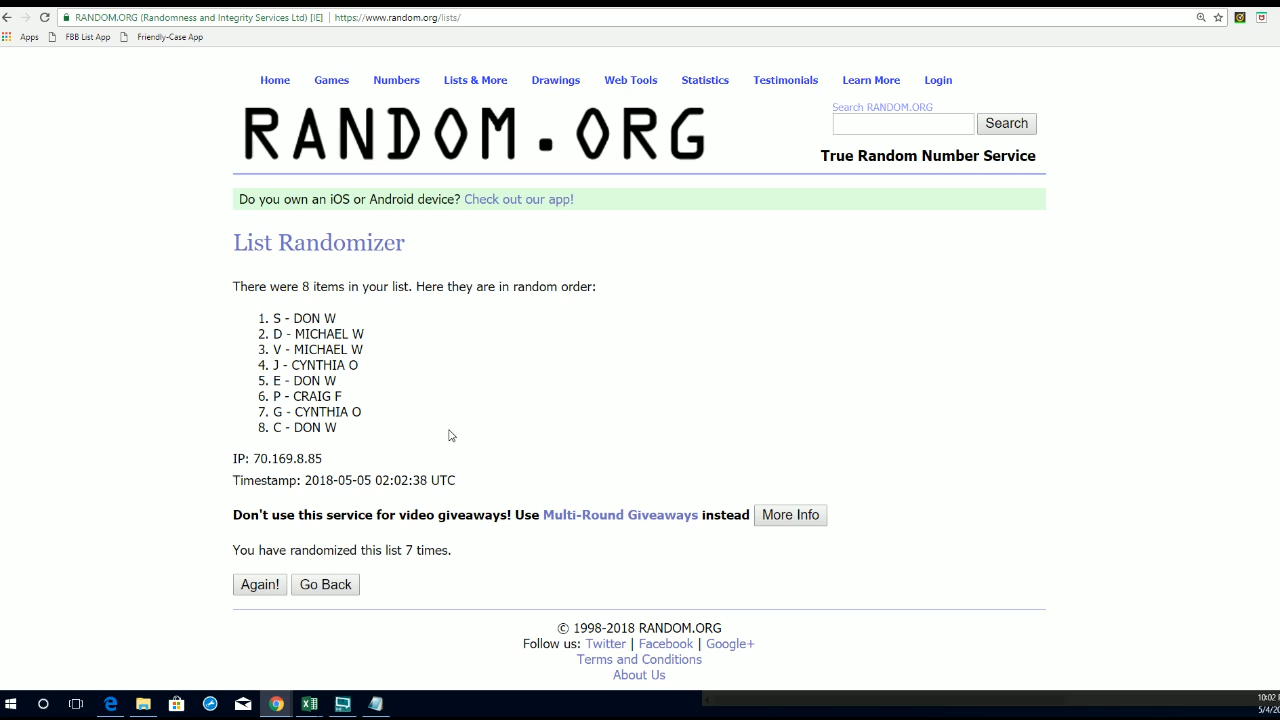 RANDOM.ORG (Randomness and Integrity Services Ltd) [IE] | https://www.random.org/lists/
Apps FBB List App Friendly-Case App
Home Games Numbers Lists & More Drawings Web Tools Statistics Testimonials Learn More Login
RANDOM.ORG
Search RANDOM.ORG
Search
True Random Number Service
Do you own an iOS or Android device? Check out our app!
List Randomizer
There were 8 items in your list. Here they are in random order:
1. S - DON W
2. D - MICHAEL W
3. V - MICHAEL W
4. J - CYNTHIA O
5. E - DON W
6. P - CRAIG F
7. G - CYNTHIA O
8. C - DON W
IP: 70.169.8.85
Timestamp: 2018-05-05 02:02:38 UTC
Don't use this service for video giveaways! Use Multi-Round Giveaways instead More Info
You have randomized this list 7 times.
Again! Go Back
© 1998-2018 RANDOM.ORG
Follow us: Twitter | Facebook | Google+
Terms and Conditions
About Us
10:02
5/4/20